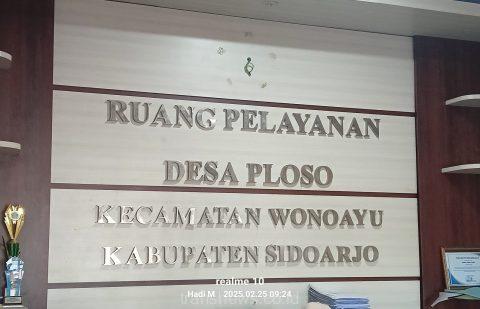 RUANG PELAYANAN
DESA PLOSO
KECAMATAN WONOAYU
KABUPATEN SIDOARJO
realme 10
Hadi M 2025.02.25 09:24